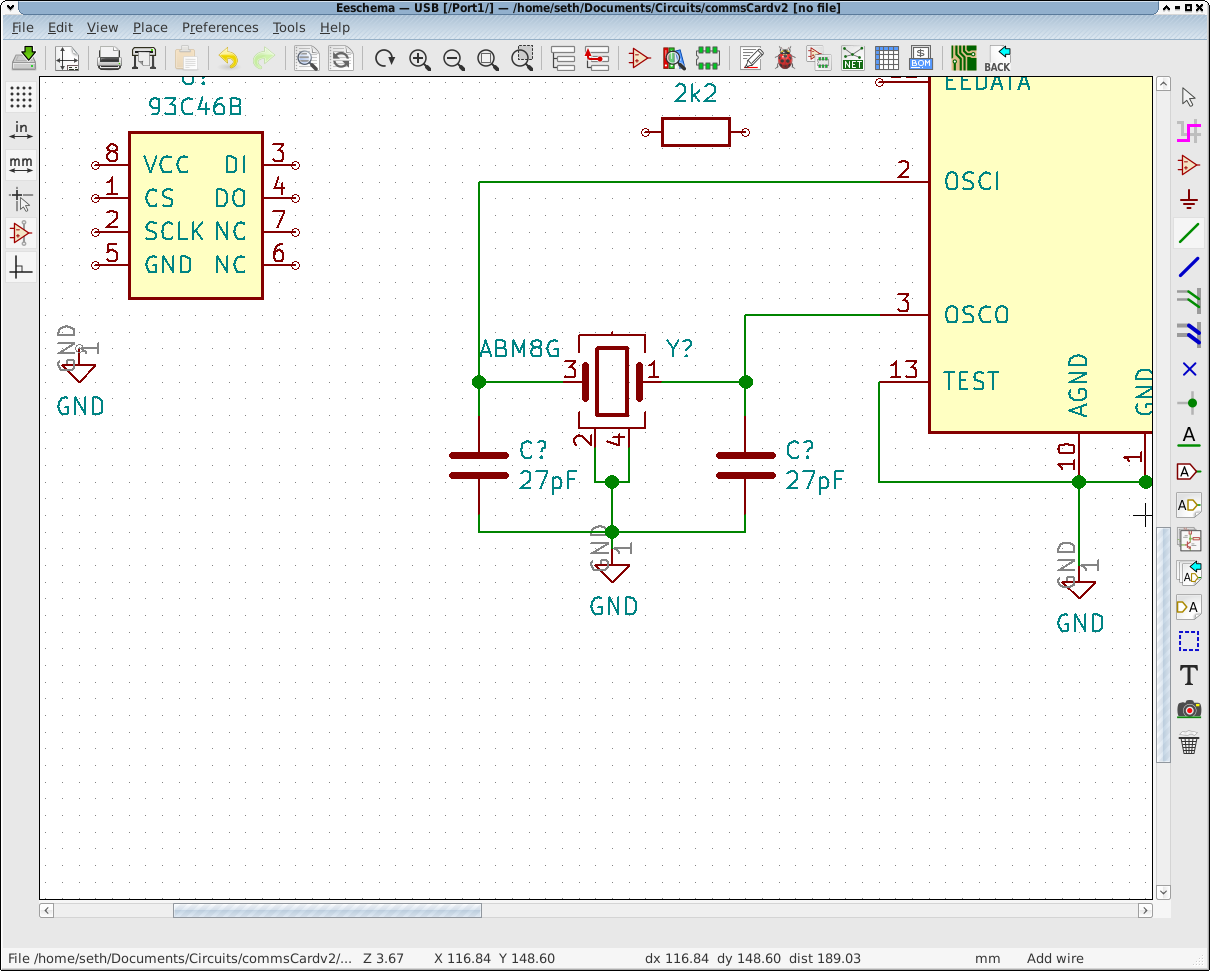 Eeschema — USB [/Port1/] — /home/seth/Documents/Circuits/commsCardv2 [no file]
File Edit View Place Preferences Tools Help
NET
$ BOM
BACK
in
mm
93C46B
8 VCC DI 3
1 CS DO 4
2 SCLK NC 7
5 GND NC 6
GND 1
GND
2k2
EEDATA
2 OSCI
3 OSCO
13 TEST
AGND
GND
10
1
ABM8G Y?
3 1
2 4
C?
27pF
C?
27pF
GND 1
GND
GND 1
GND
A
A
A
AD
A
T
File /home/seth/Documents/Circuits/commsCardv2/... Z 3.67 X 116.84 Y 148.60 dx 116.84 dy 148.60 dist 189.03 mm Add wire